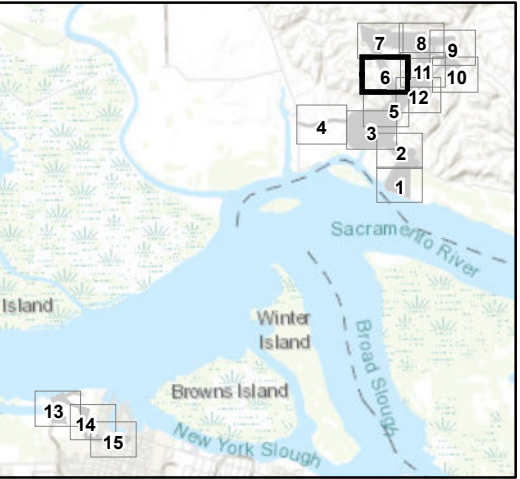 7 8 9
6 11 10
12
5
4 3
2
1
Sacramento River
Island
Winter
Island
Broad Slough
Browns Island
13
14
15
New York Slough